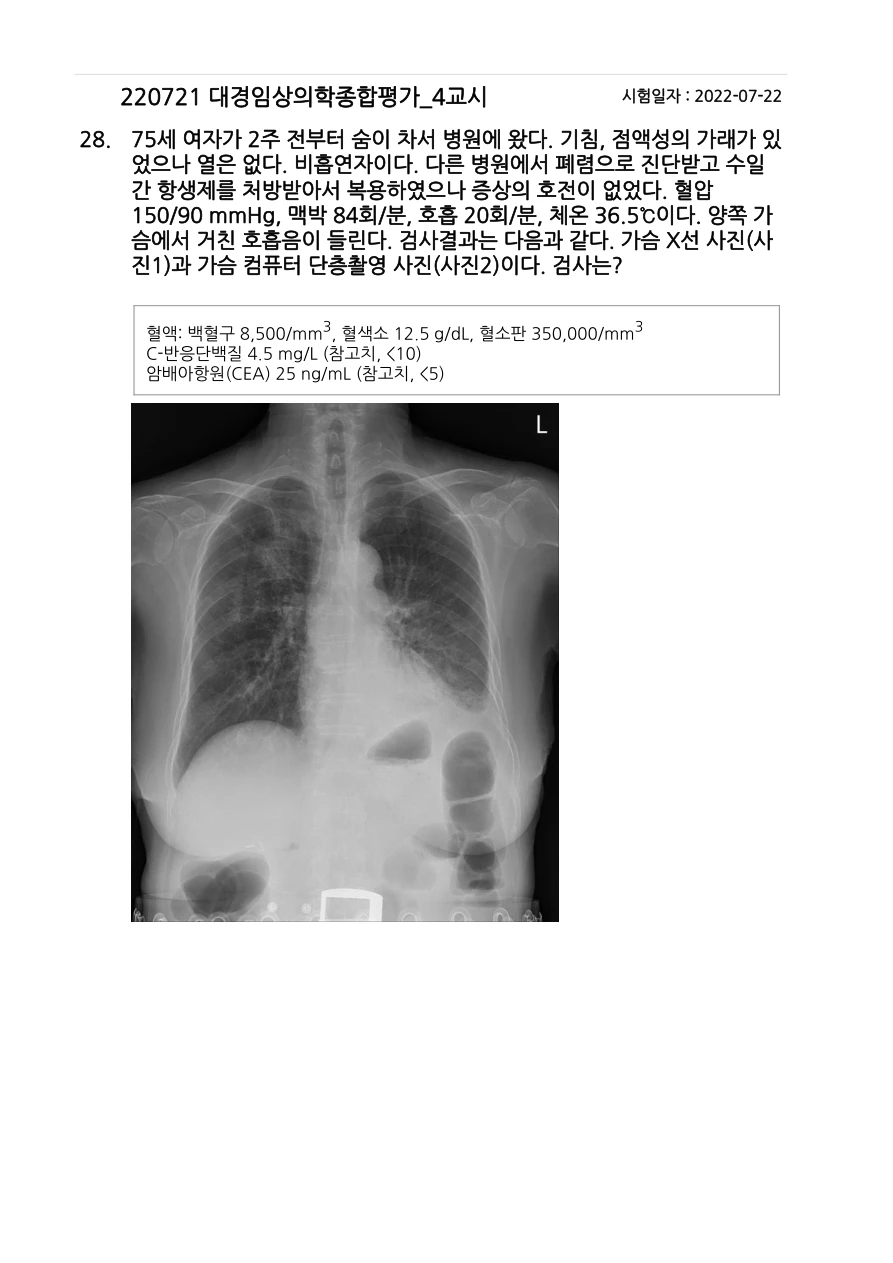 220721 대경임상의학종합평가_4교시
시험일자 : 2022-07-22
28. 75세 여자가 2주 전부터 숨이 차서 병원에 왔다. 기침, 점액성의 가래가 있
었으나 열은 없다. 비흡연자이다. 다른 병원에서 폐렴으로 진단받고 수일
간 항생제를 처방받아서 복용하였으나 증상의 호전이 없었다. 혈압
150/90 mmHg, 맥박 84회/분, 호흡 20회/분, 체온 36.5℃이다. 양쪽 가
슴에서 거친 호흡음이 들린다. 검사결과는 다음과 같다. 가슴 X선 사진(사
진1)과 가슴 컴퓨터 단층촬영 사진(사진2)이다. 검사는?
혈액: 백혈구 8,500/mm³, 혈색소 12.5 g/dL, 혈소판 350,000/mm³
C-반응단백질 4.5 mg/L (참고치, <10)
암배아항원(CEA) 25 ng/mL (참고치, <5)
L